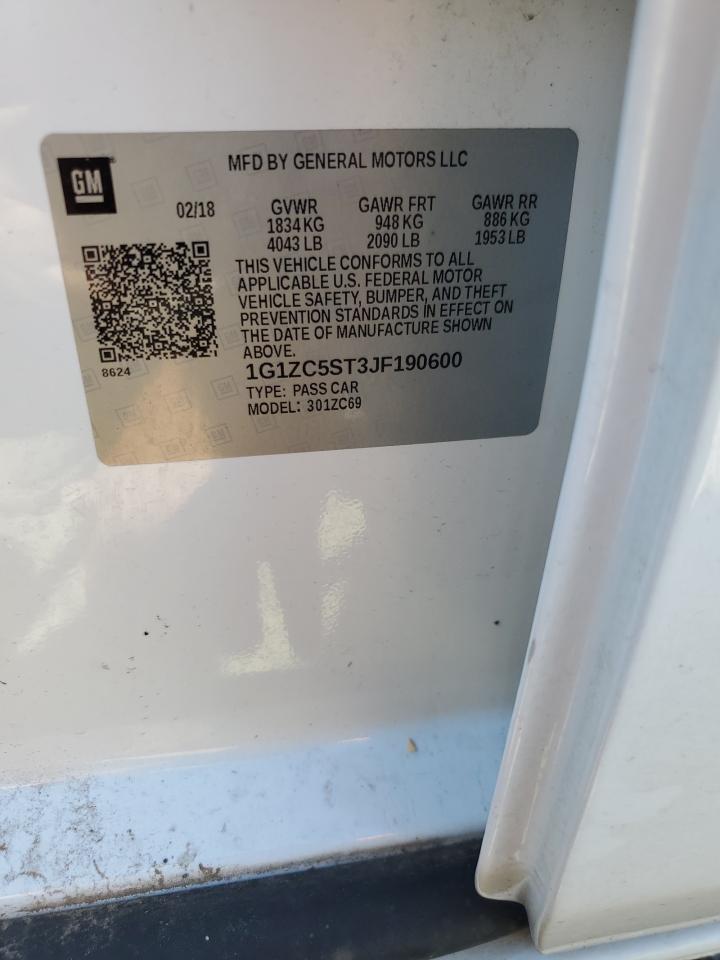 GM
MFD BY GENERAL MOTORS LLC
02/18 GVWR GAWR FRT GAWR RR
1834 KG 948 KG 886 KG
4043 LB 2090 LB 1953 LB
THIS VEHICLE CONFORMS TO ALL
APPLICABLE U.S. FEDERAL MOTOR
VEHICLE SAFETY, BUMPER, AND THEFT
PREVENTION STANDARDS IN EFFECT ON
THE DATE OF MANUFACTURE SHOWN
ABOVE.
8624
1G1ZC5ST3JF190600
TYPE: PASS CAR
MODEL: 301ZC69